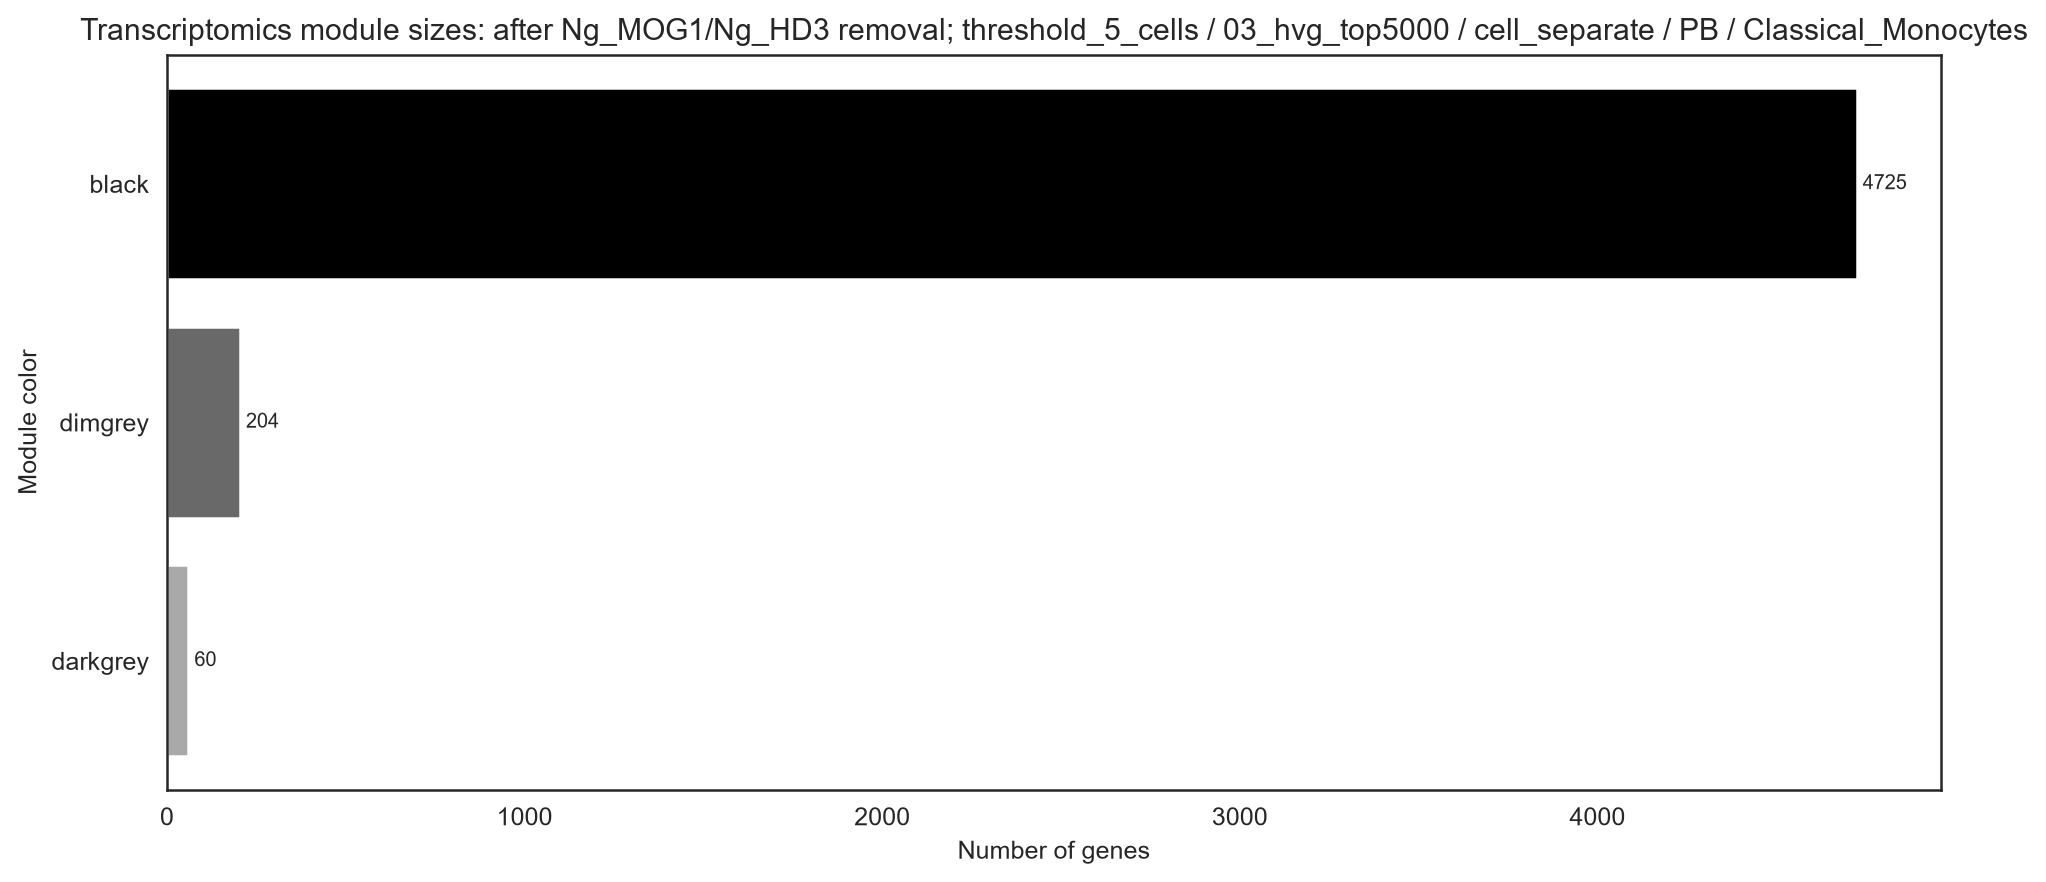 Transcriptomics module sizes: after Ng_MOG1/Ng_HD3 removal; threshold_5_cells / 03_hvg_top5000 / cell_separate / PB / Classical_Monocytes
black
4725
dimgrey
204
darkgrey
60
Module color
0 1000 2000 3000 4000
Number of genes